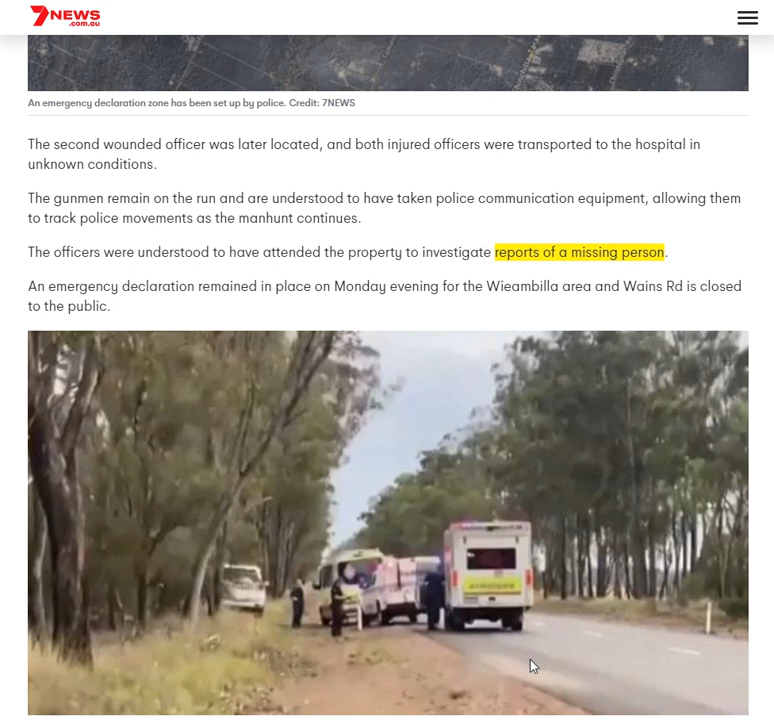 7NEWS
.com.au
An emergency declaration zone has been set up by police. Credit: 7NEWS
The second wounded officer was later located, and both injured officers were transported to the hospital in
unknown conditions.
The gunmen remain on the run and are understood to have taken police communication equipment, allowing them
to track police movements as the manhunt continues.
The officers were understood to have attended the property to investigate reports of a missing person.
An emergency declaration remained in place on Monday evening for the Wieambilla area and Wains Rd is closed
to the public.